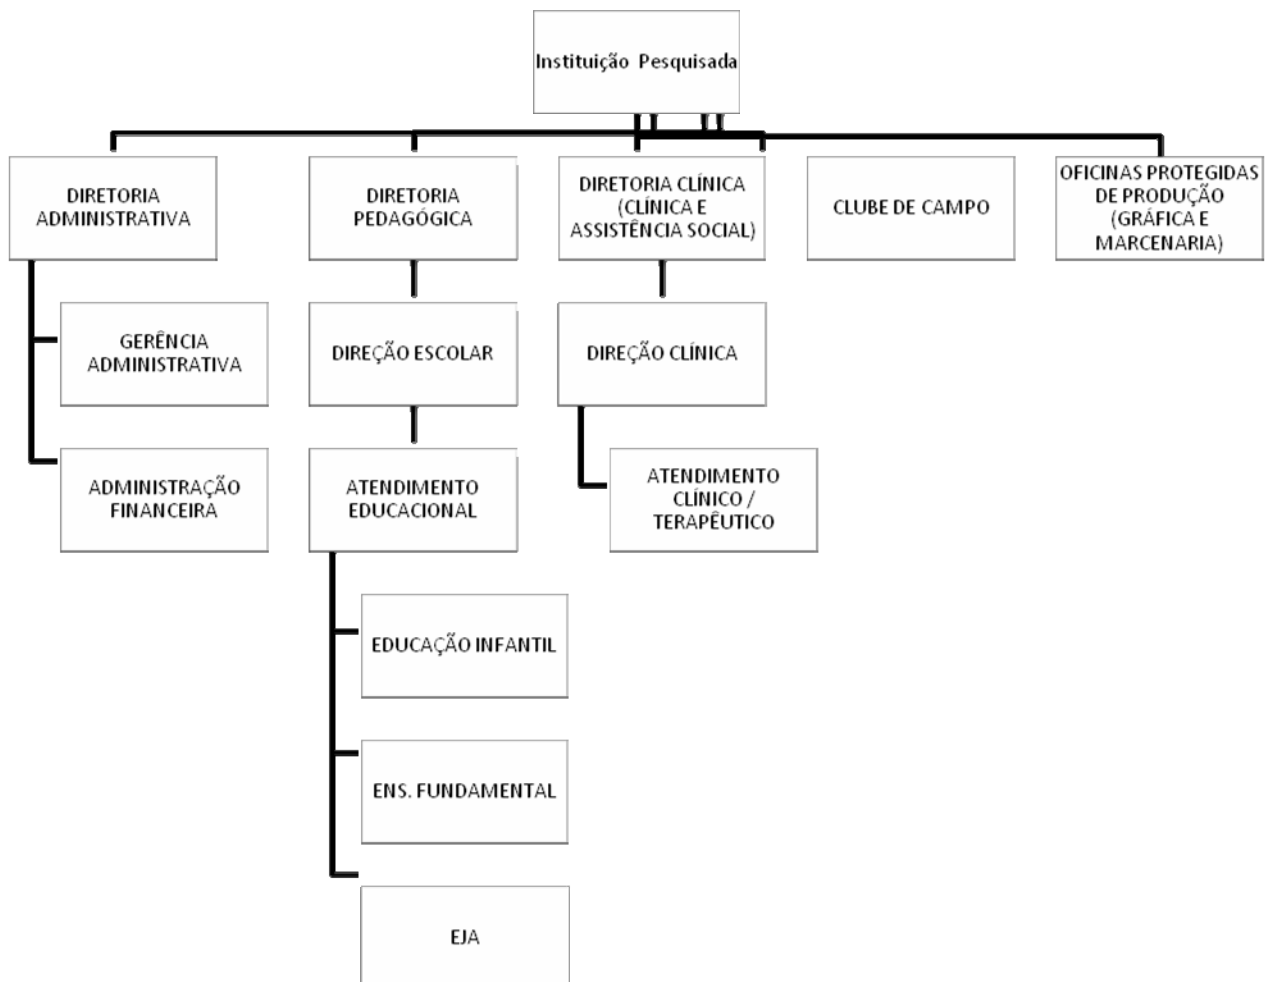 Instituição Pesquisada
DIRETORIA
ADMINISTRATIVA
DIRETORIA
PEDAGÓGICA
DIRETORIA CLÍNICA
(CLÍNICA E
ASSISTÊNCIA SOCIAL)
CLUBE DE CAMPO
OFICINAS PROTEGIDAS
DE PRODUÇÃO
(GRÁFICA E
MARCENARIA)
GERÊNCIA
ADMINISTRATIVA
DIREÇÃO ESCOLAR
DIREÇÃO CLÍNICA
ADMINISTRAÇÃO
FINANCEIRA
ATENDIMENTO
EDUCACIONAL
ATENDIMENTO
CLÍNICO /
TERAPÊUTICO
EDUCAÇÃO INFANTIL
ENS. FUNDAMENTAL
EJA